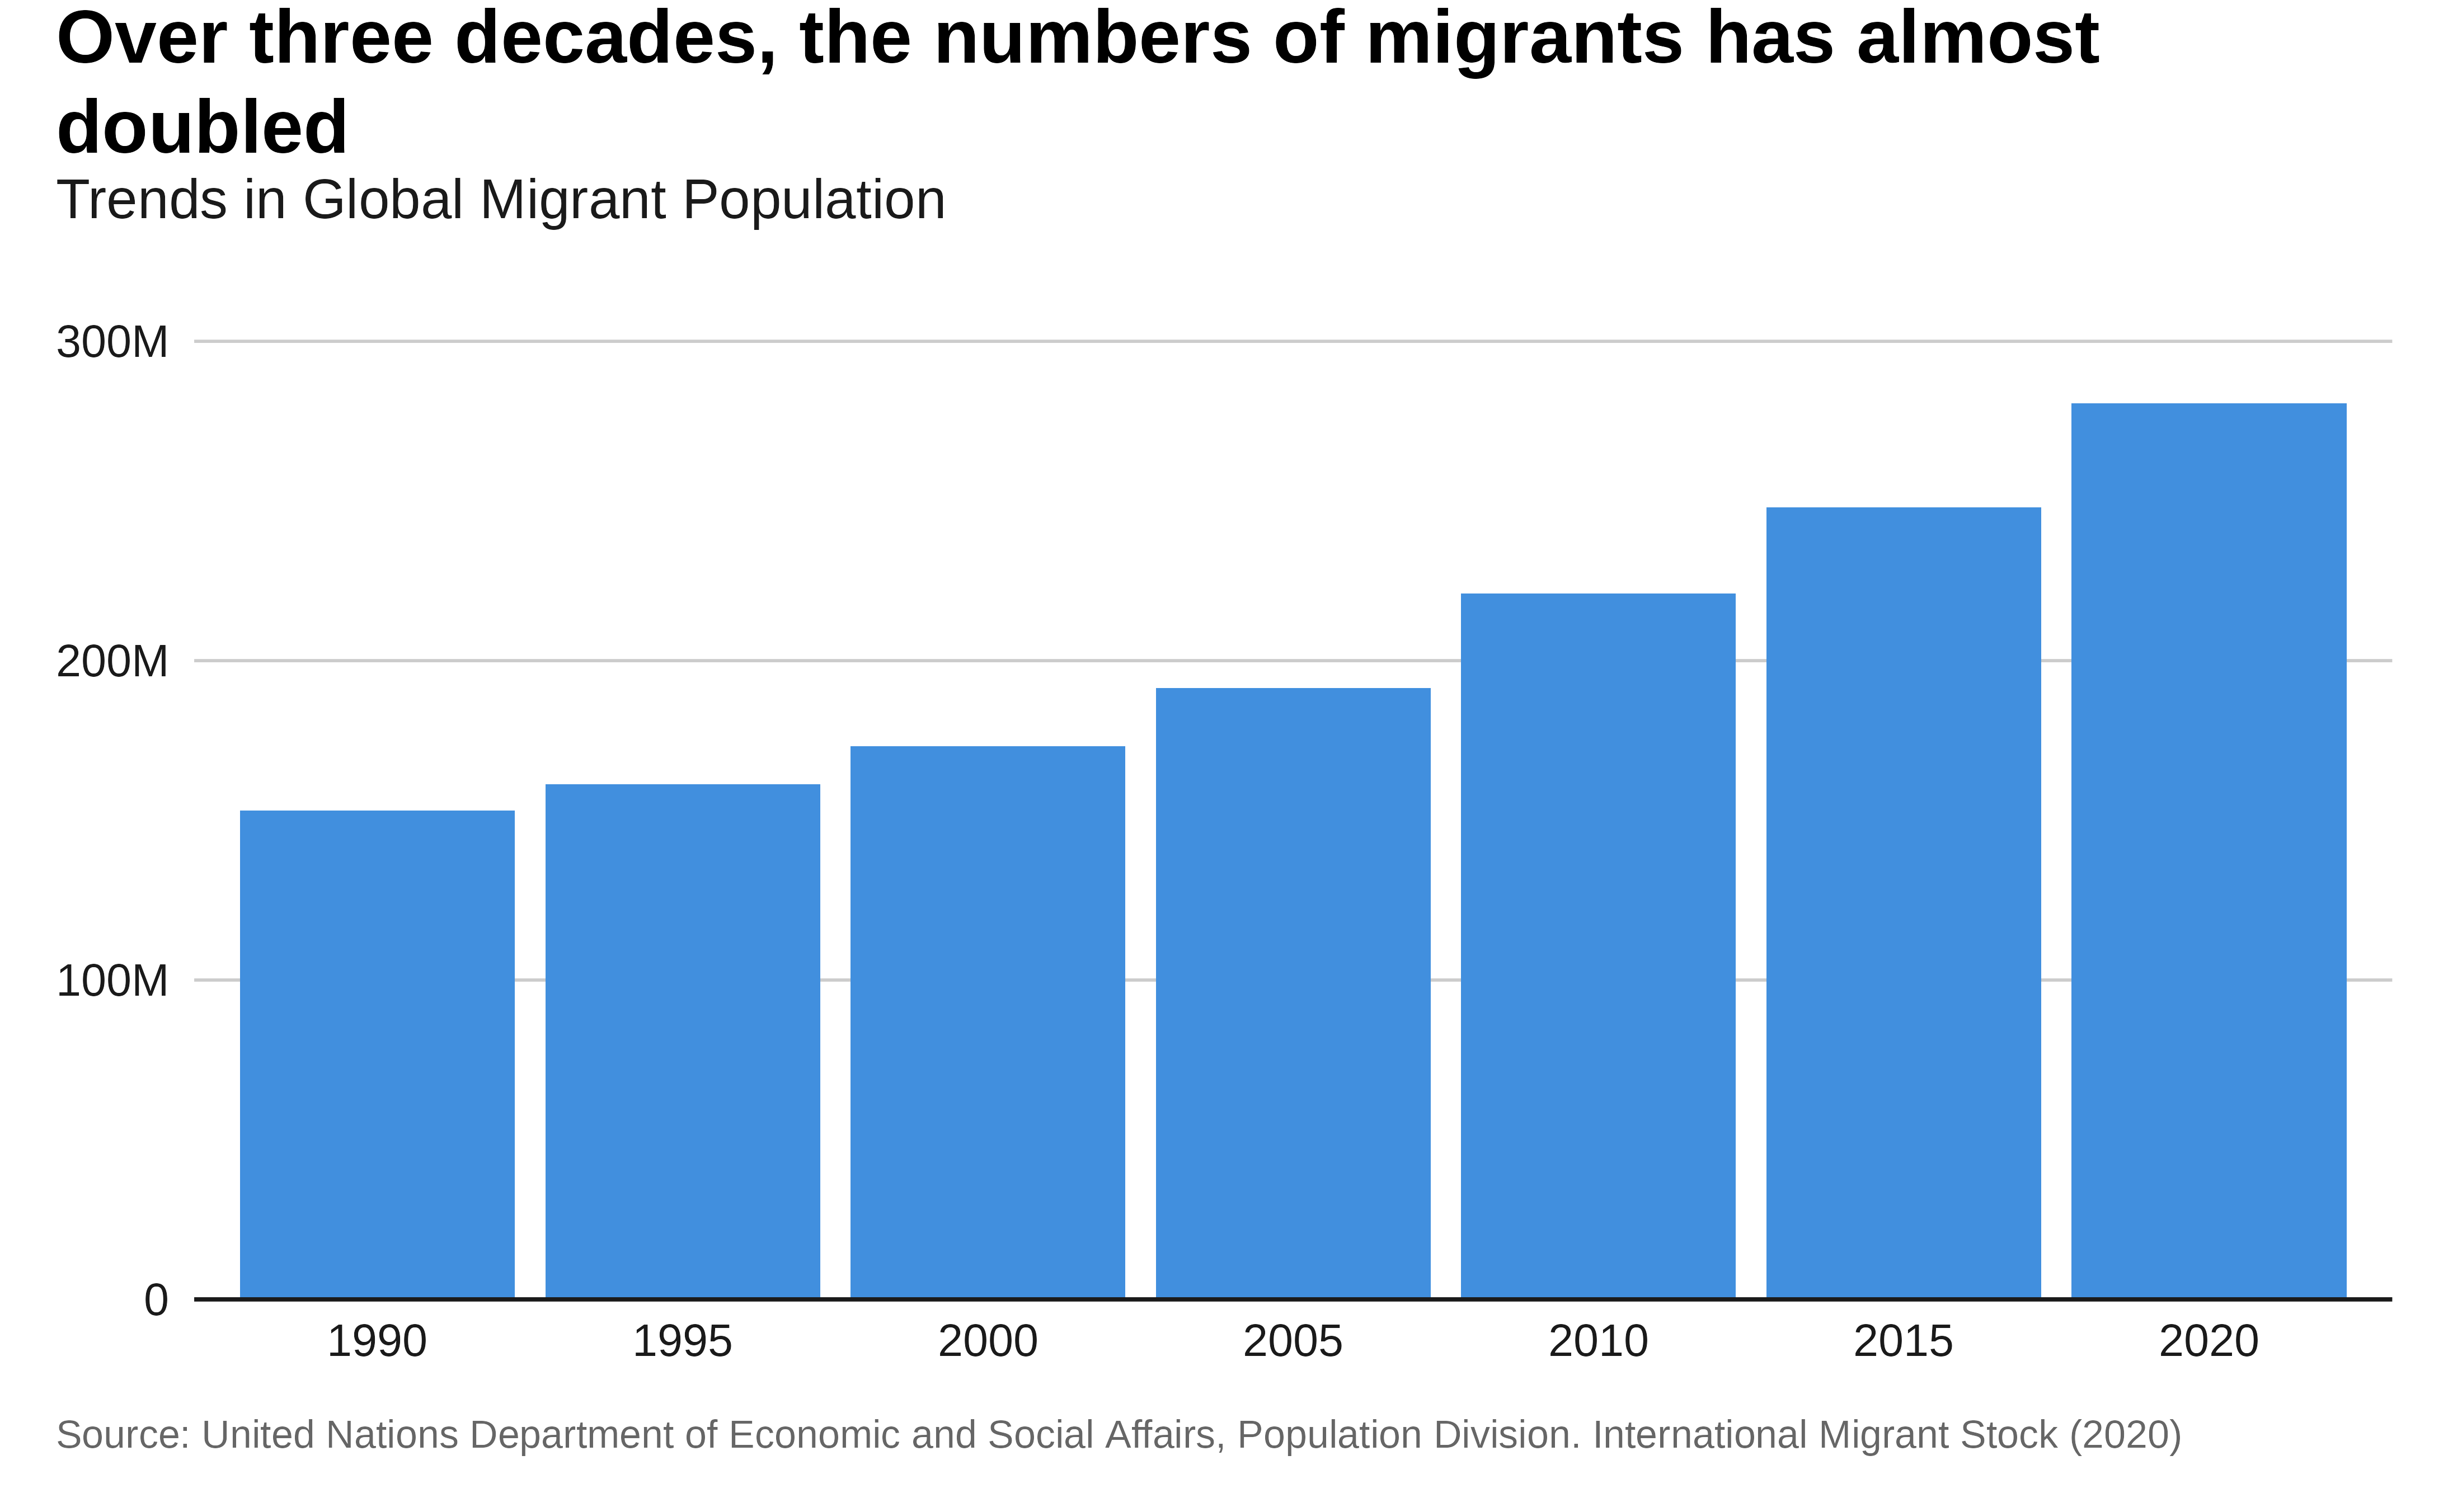 Over three decades, the numbers of migrants has almost
doubled
Trends in Global Migrant Population
300M
200M
100M
0
1990 1995 2000 2005 2010 2015 2020
Source: United Nations Department of Economic and Social Affairs, Population Division. International Migrant Stock (2020)